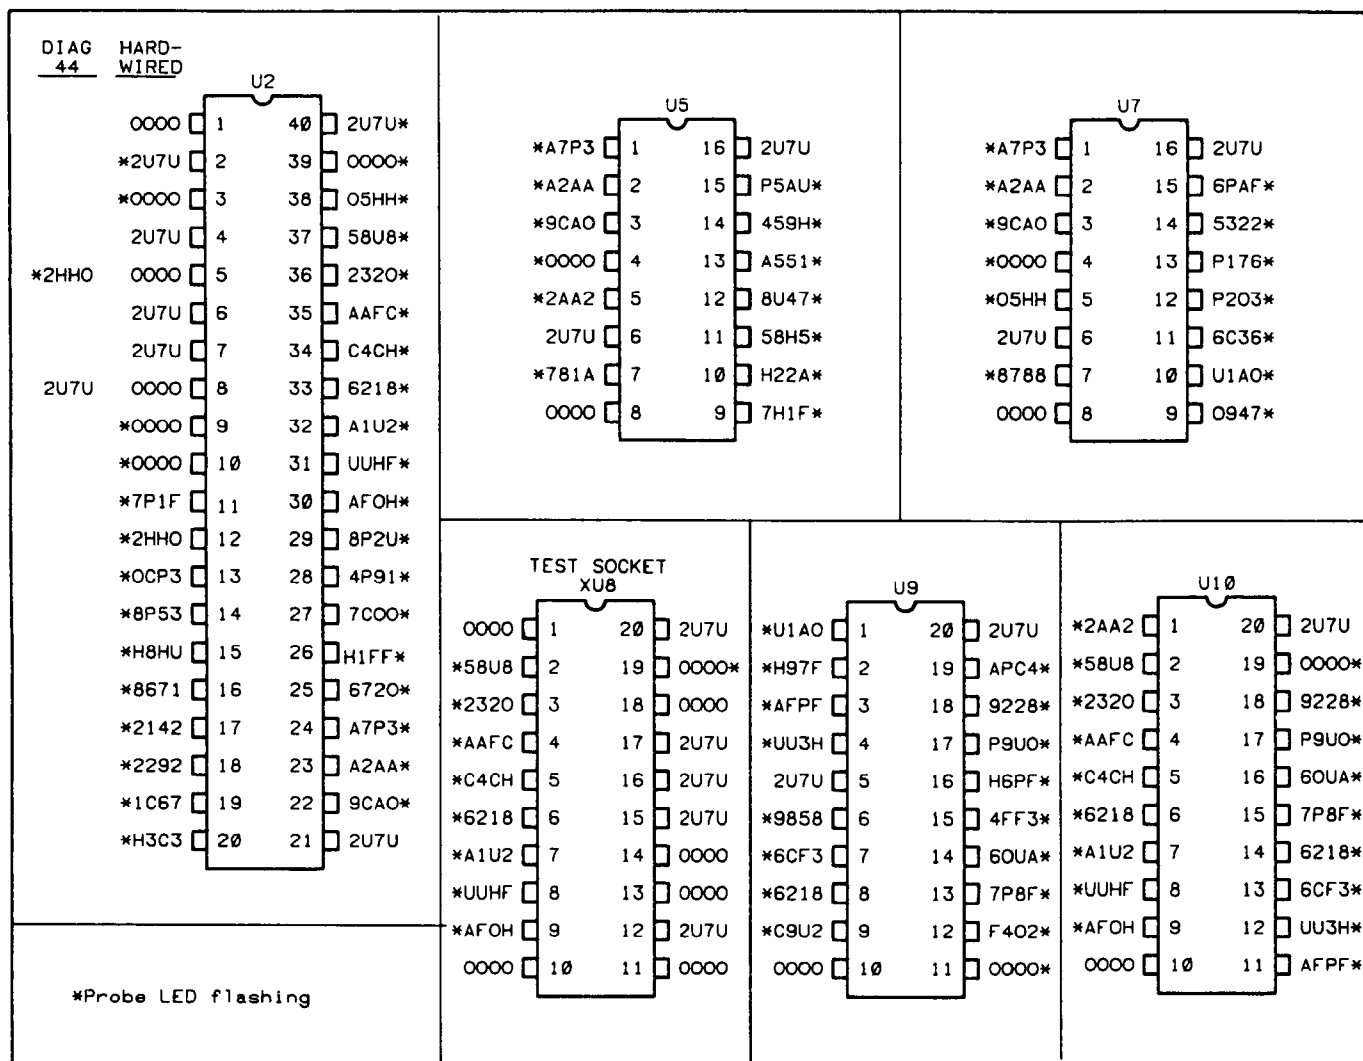 DIAG HARD-
44 WIRED
U2
0000 1 40 2U7U*
*2U7U 2 39 0000*
*0000 3 38 05HH*
2U7U 4 37 58U8*
*2HH0 0000 5 36 2320*
2U7U 6 35 AAFC*
2U7U 7 34 C4CH*
2U7U 0000 8 33 6218*
*0000 9 32 A1U2*
*0000 10 31 UUHF*
*7P1F 11 30 AF0H*
*2HH0 12 29 8P2U*
*0CP3 13 28 4P91*
*8P53 14 27 7C00*
*H8HU 15 26 H1FF*
*8671 16 25 6720*
*2142 17 24 A7P3*
*2292 18 23 A2AA*
*1C67 19 22 9CA0*
*H3C3 20 21 2U7U
*Probe LED flashing
U5
*A7P3 1 16 2U7U
*A2AA 2 15 P5AU*
*9CA0 3 14 459H*
*0000 4 13 A551*
*2AA2 5 12 8U47*
2U7U 6 11 58H5*
*781A 7 10 H22A*
0000 8 9 7H1F*
U7
*A7P3 1 16 2U7U
*A2AA 2 15 6PAF*
*9CA0 3 14 5322*
*0000 4 13 P176*
*05HH 5 12 P203*
2U7U 6 11 6C36*
*8788 7 10 U1A0*
0000 8 9 0947*
TEST SOCKET
XU8
0000 1 20 2U7U
*58U8 2 19 0000*
*2320 3 18 0000
*AAFC 4 17 2U7U
*C4CH 5 16 2U7U
*6218 6 15 2U7U
*A1U2 7 14 0000
*UUHF 8 13 0000
*AF0H 9 12 2U7U
0000 10 11 0000
U9
*U1A0 1 20 2U7U
*H97F 2 19 APC4*
*AFPF 3 18 9228*
*UU3H 4 17 P9U0*
2U7U 5 16 H6PF*
*9858 6 15 4FF3*
*6CF3 7 14 60UA*
*6218 8 13 7P8F*
*C9U2 9 12 F402*
0000 10 11 0000*
U10
*2AA2 1 20 2U7U
*58U8 2 19 0000*
*2320 3 18 9228*
*AAFC 4 17 P9U0*
*C4CH 5 16 60UA*
*6218 6 15 7P8F*
*A1U2 7 14 6218*
*UUHF 8 13 6CF3*
*AF0H 9 12 UU3H*
0000 10 11 AFPF*